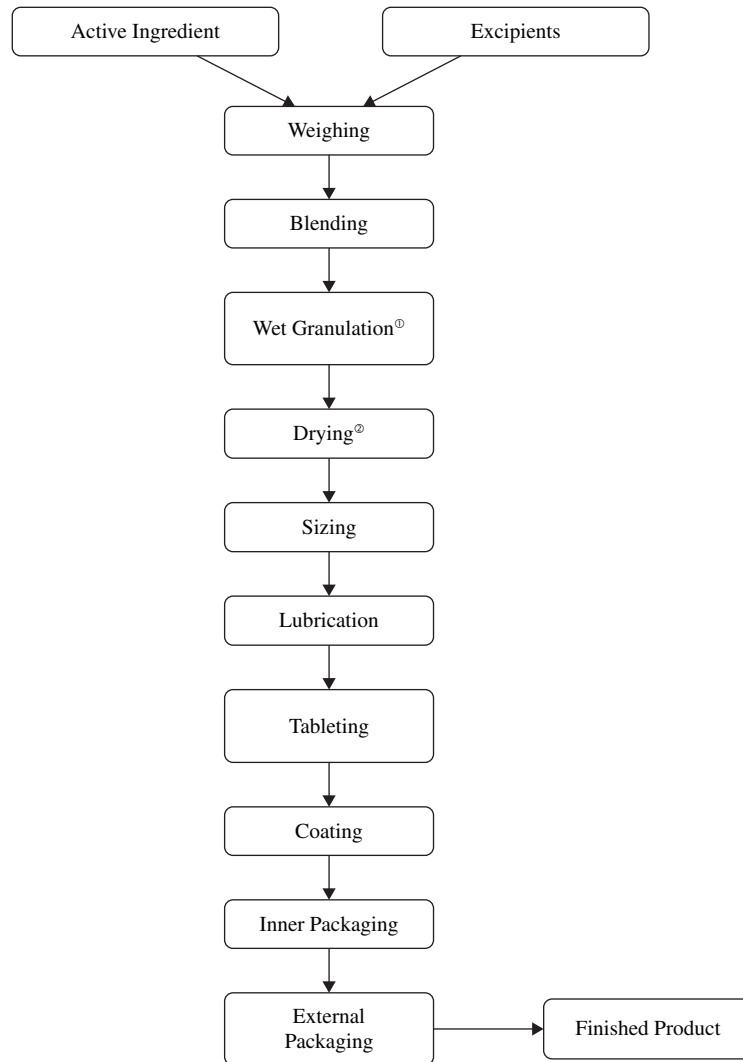 Active Ingredient
Excipients
Weighing
Blending
Wet Granulation①
Drying②
Sizing
Lubrication
Tableting
Coating
Inner Packaging
External
Packaging
Finished Product